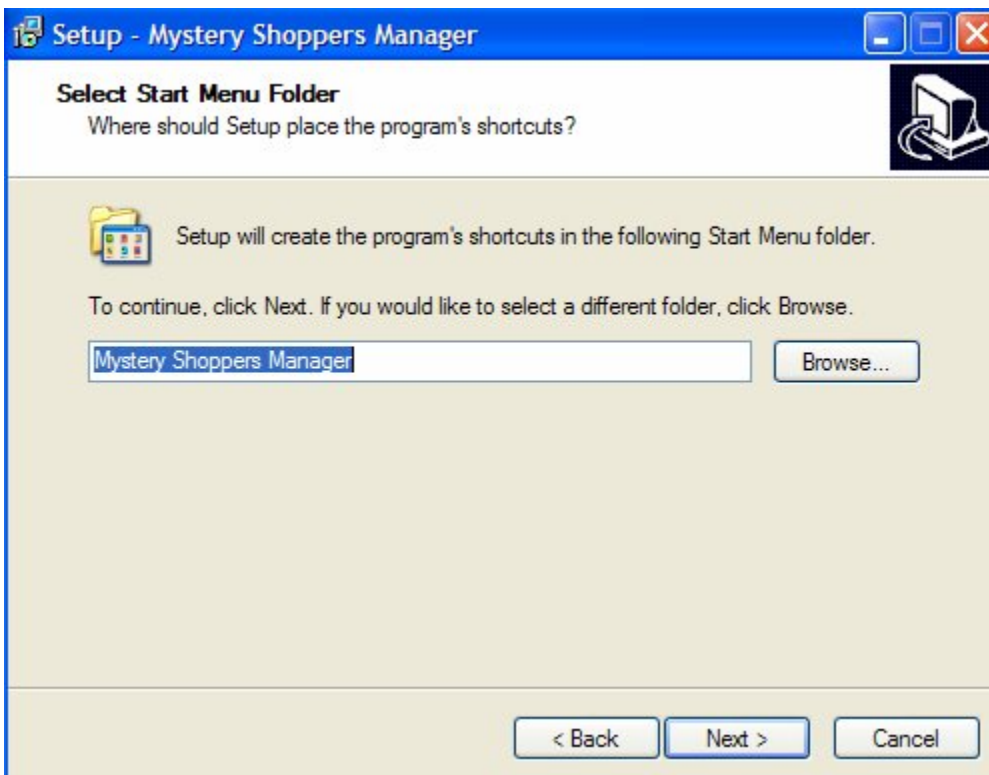 Setup - Mystery Shoppers Manager
Select Start Menu Folder
Where should Setup place the program's shortcuts?
Setup will create the program's shortcuts in the following Start Menu folder.
To continue, click Next. If you would like to select a different folder, click Browse.
Mystery Shoppers Manager
Browse...
< Back
Next >
Cancel